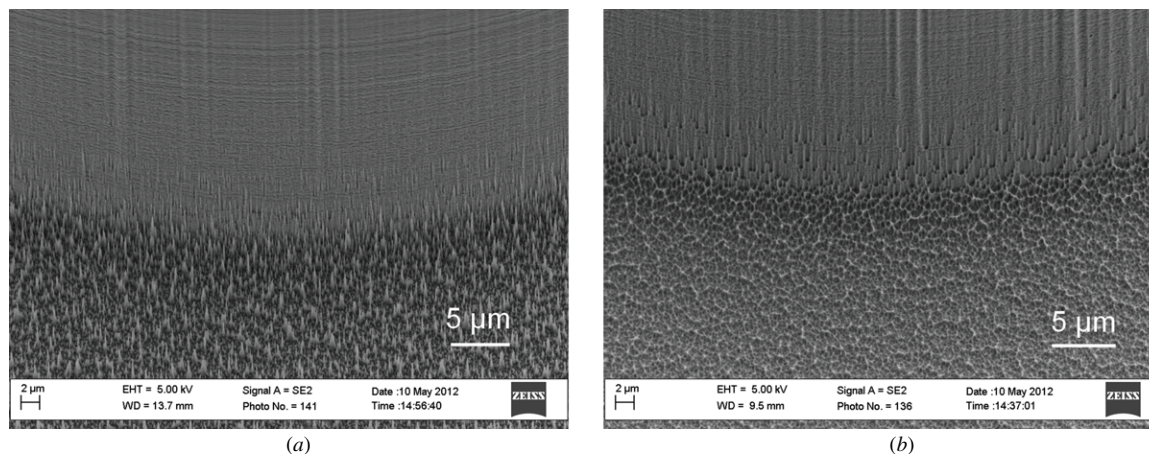 5 µm
2 µm EHT = 5.00 kV Signal A = SE2 Date :10 May 2012 ZEISS
WD = 13.7 mm Photo No. = 141 Time :14:56:40
(a)
5 µm
2 µm EHT = 5.00 kV Signal A = SE2 Date :10 May 2012 ZEISS
WD = 9.5 mm Photo No. = 136 Time :14:37:01
(b)